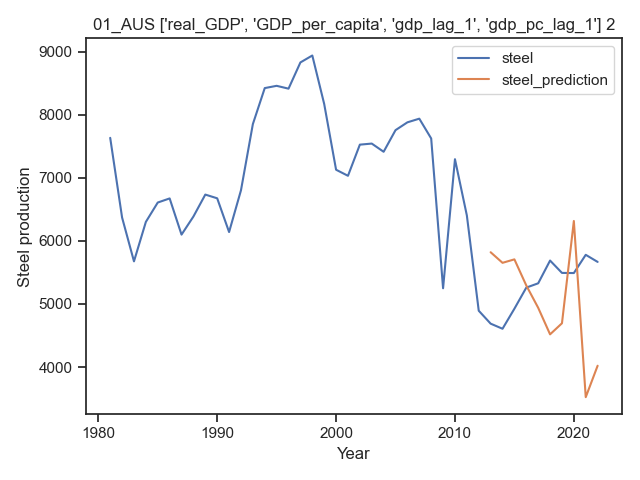 01_AUS ['real_GDP', 'GDP_per_capita', 'gdp_lag_1', 'gdp_pc_lag_1'] 2
steel
steel_prediction
9000
8000
7000
6000
5000
4000
Steel production
1980
1990
2000
2010
2020
Year